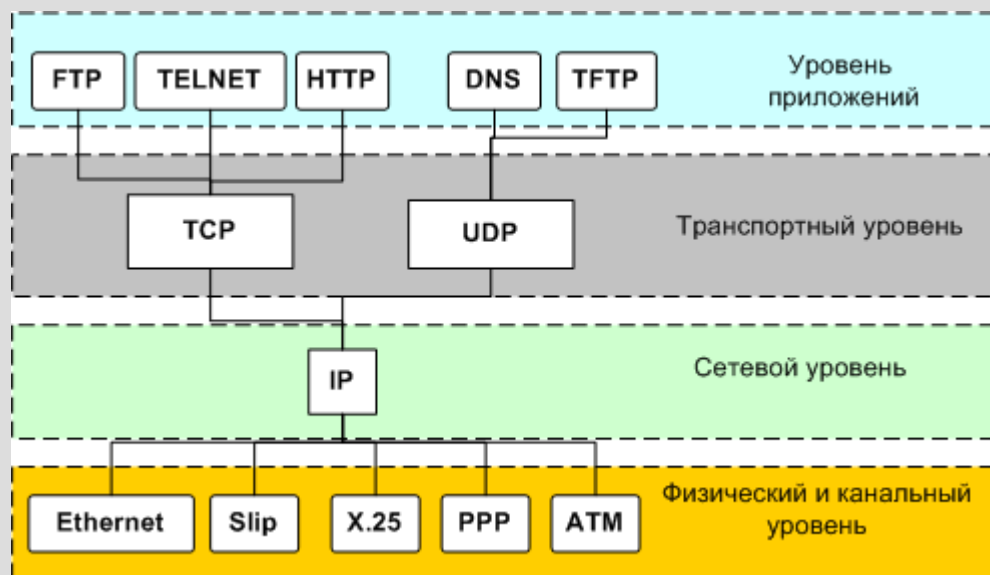 FTP TELNET HTTP DNS TFTP
Уровень
приложений
TCP UDP Транспортный уровень
IP Сетевой уровень
Физический и канальный
уровень
Ethernet Slip X.25 PPP ATM